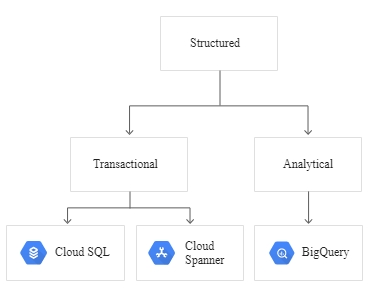 Structured
Transactional
Analytical
Cloud SQL
Cloud
Spanner
BigQuery